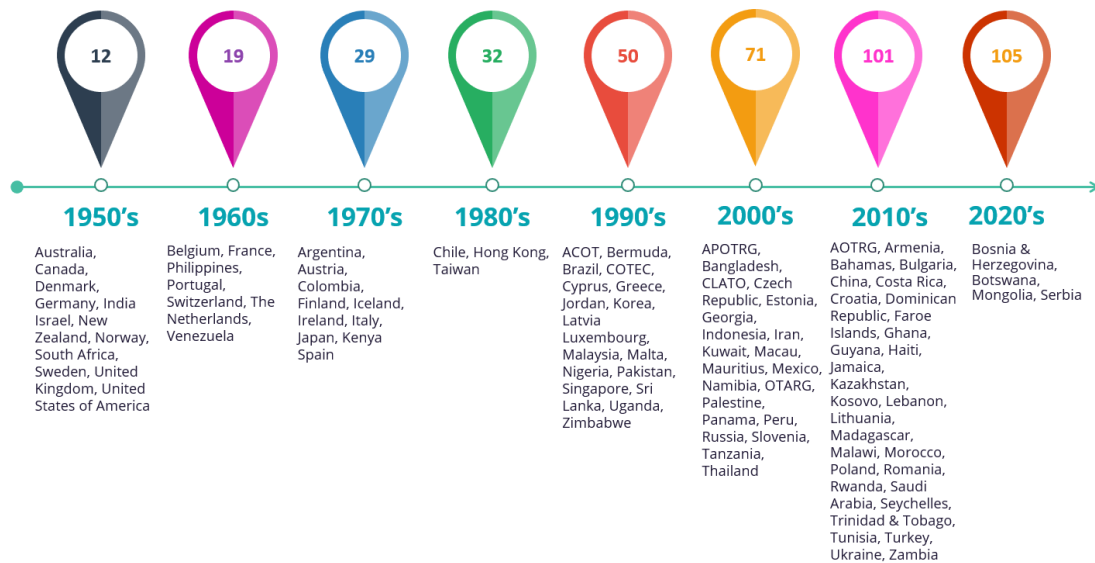 12
19
29
32
50
71
101
105
1950's
1960s
1970's
1980's
1990's
2000's
2010's
2020's
Australia,
Canada,
Denmark,
Germany, India
Israel, New
Zealand, Norway,
South Africa,
Sweden, United
Kingdom, United
States of America
Belgium, France,
Philippines,
Portugal,
Switzerland, The
Netherlands,
Venezuela
Argentina,
Austria,
Colombia,
Finland, Iceland,
Ireland, Italy,
Japan, Kenya
Spain
Chile, Hong Kong,
Taiwan
ACOT, Bermuda,
Brazil, COTEC,
Cyprus, Greece,
Jordan, Korea,
Latvia
Luxembourg,
Malaysia, Malta,
Nigeria, Pakistan,
Singapore, Sri
Lanka, Uganda,
Zimbabwe
APOTRG,
Bangladesh,
CLATO, Czech
Republic, Estonia,
Georgia,
Indonesia, Iran,
Kuwait, Macau,
Mauritius, Mexico,
Namibia, OTARG,
Palestine,
Panama, Peru,
Russia, Slovenia,
Tanzania,
Thailand
AOTRG, Armenia,
Bahamas, Bulgaria,
China, Costa Rica,
Croatia, Dominican
Republic, Faroe
Islands, Ghana,
Guyana, Haiti,
Jamaica,
Kazakhstan,
Kosovo, Lebanon,
Lithuania,
Madagascar,
Malawi, Morocco,
Poland, Romania,
Rwanda, Saudi
Arabia, Seychelles,
Trinidad & Tobago,
Tunisia, Turkey,
Ukraine, Zambia
Bosnia &
Herzegovina,
Botswana,
Mongolia, Serbia